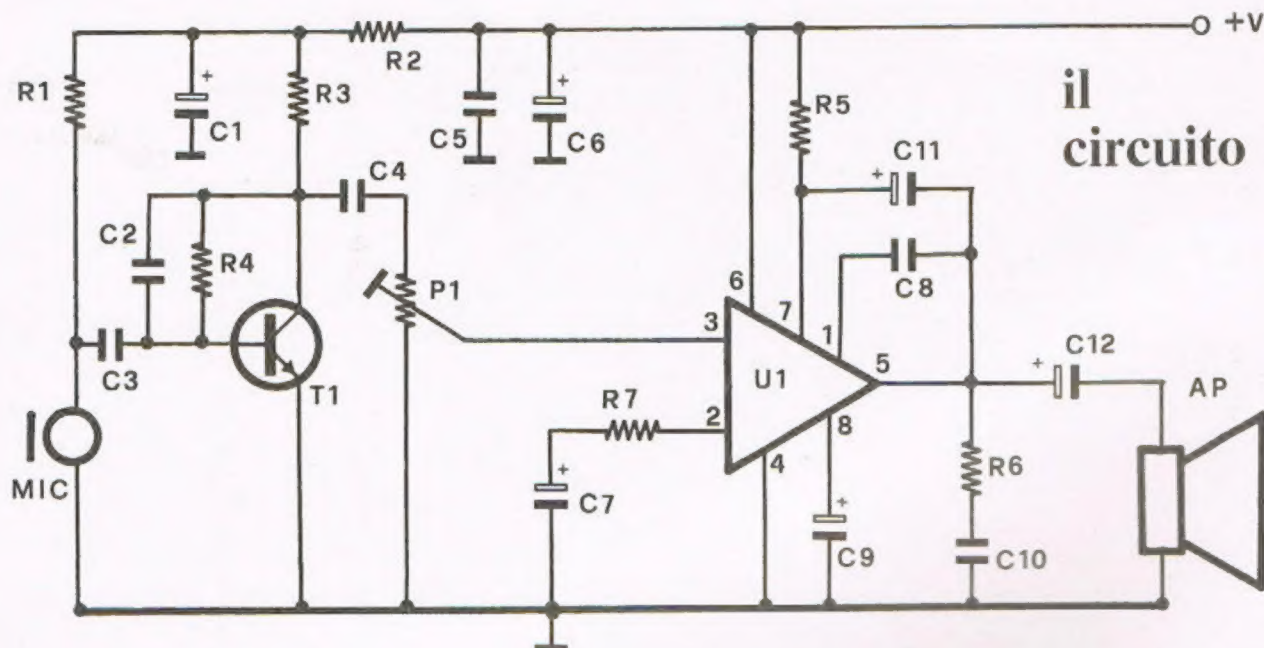 +V
R1
C1
R3
R2
C5
C6
R5
il
circuito
C11
C4
C2
R4
P1
C8
6
7
1
3
U1
5
C12
AP
C3
T1
R7
2
8
4
R6
MIC
C7
C9
C10
+
+
+
+
+
+